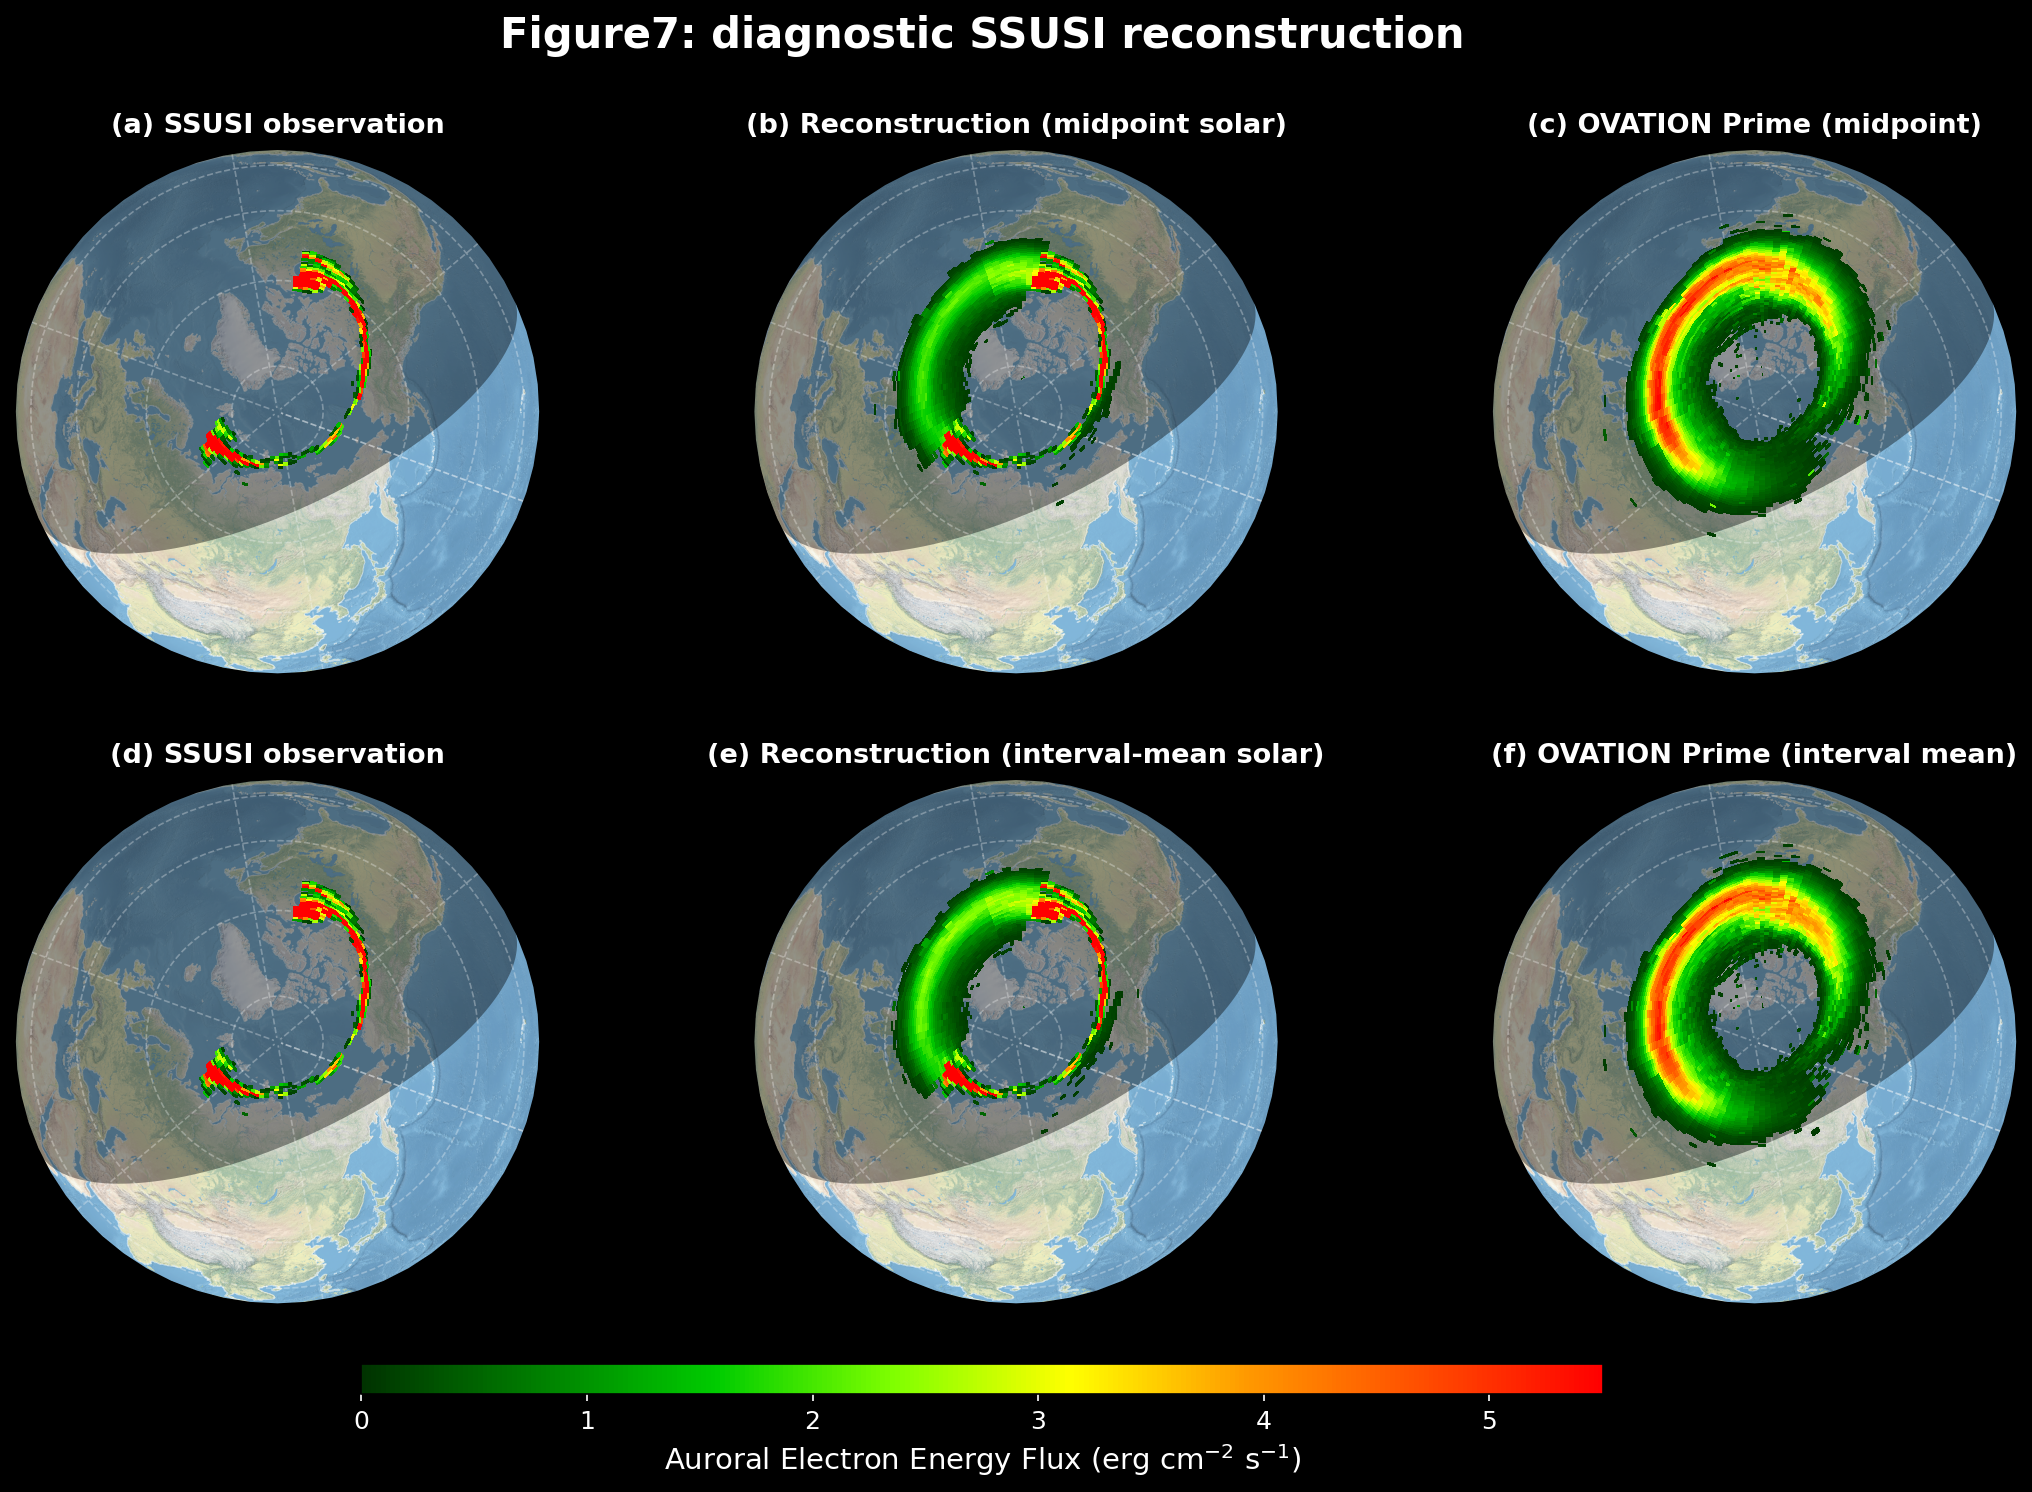 Figure7: diagnostic SSUSI reconstruction
(a) SSUSI observation
(b) Reconstruction (midpoint solar)
(c) OVATION Prime (midpoint)
(d) SSUSI observation
(e) Reconstruction (interval-mean solar)
(f) OVATION Prime (interval mean)
0 1 2 3 4 5
Auroral Electron Energy Flux (erg cm⁻² s⁻¹)